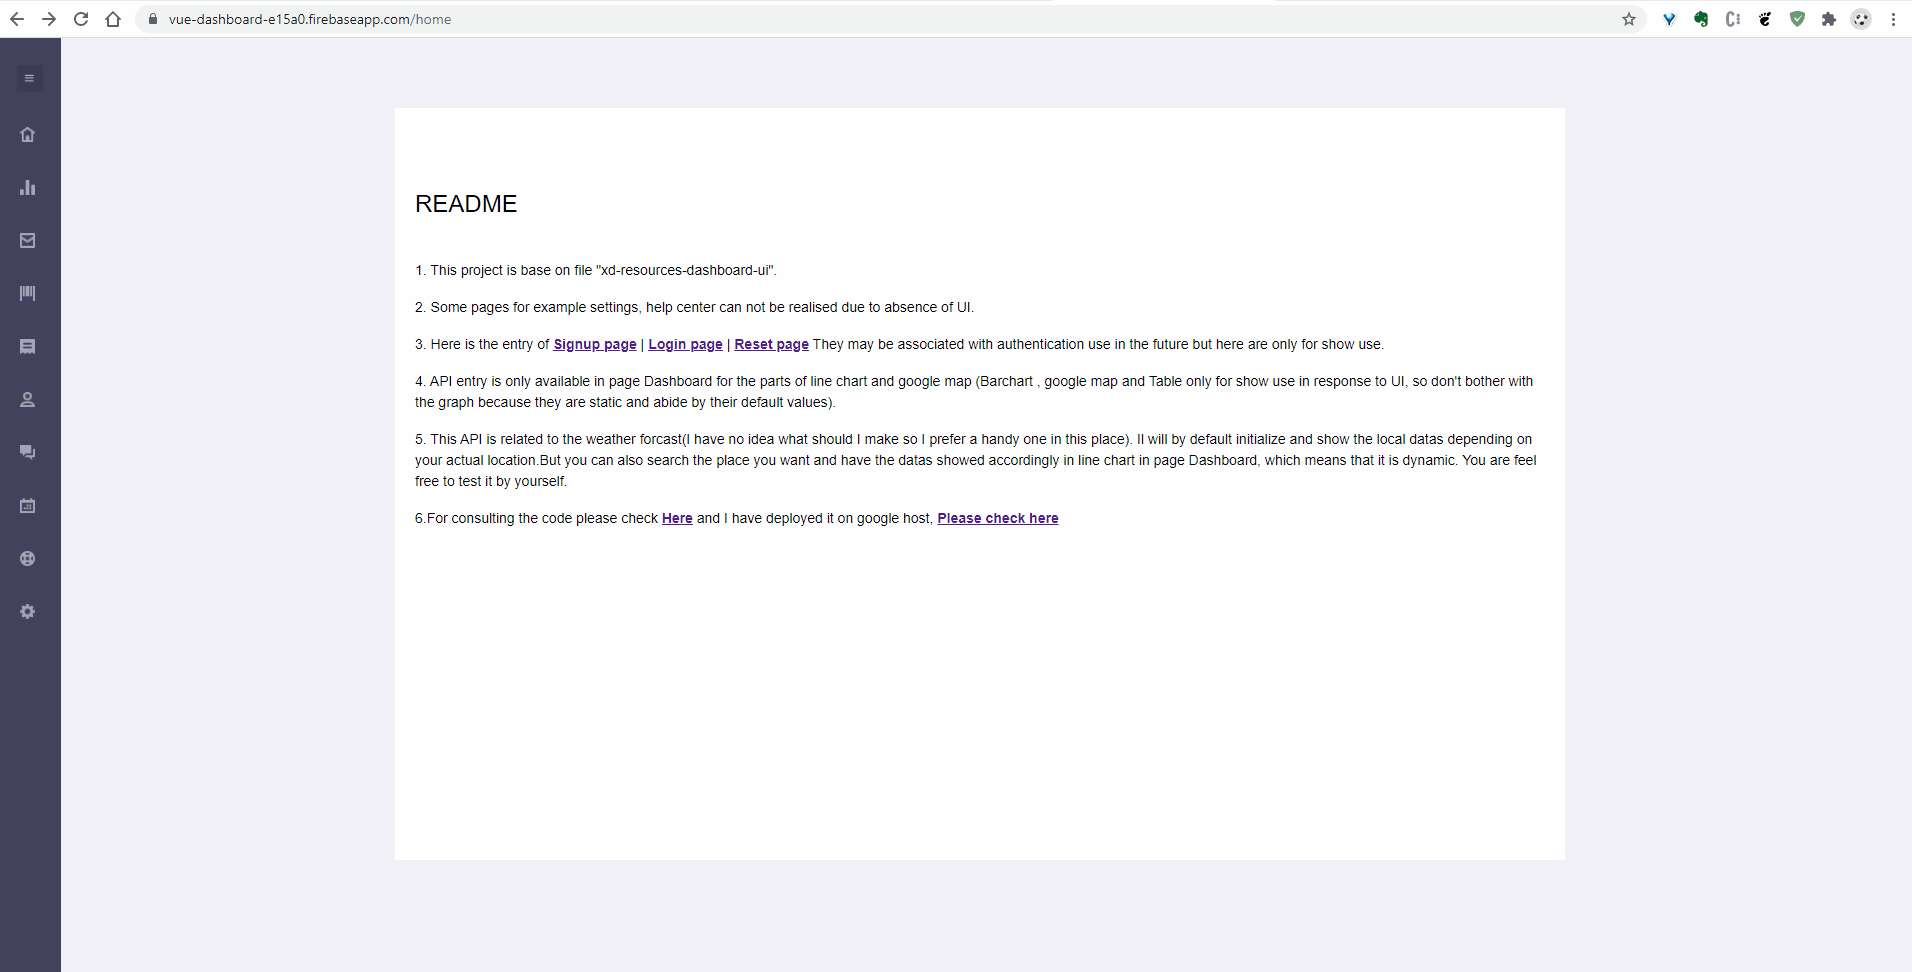 vue-dashboard-e15a0.firebaseapp.com/home
README
1. This project is base on file "xd-resources-dashboard-ui".
2. Some pages for example settings, help center can not be realised due to absence of UI.
3. Here is the entry of Signup page | Login page | Reset page They may be associated with authentication use in the future but here are only for show use.
4. API entry is only available in page Dashboard for the parts of line chart and google map (Barchart , google map and Table only for show use in response to UI, so don't bother with
the graph because they are static and abide by their default values).
5. This API is related to the weather forcast(I have no idea what should I make so I prefer a handy one in this place). Il will by default initialize and show the local datas depending on
your actual location.But you can also search the place you want and have the datas showed accordingly in line chart in page Dashboard, which means that it is dynamic. You are feel
free to test it by yourself.
6.For consulting the code please check Here and I have deployed it on google host, Please check here